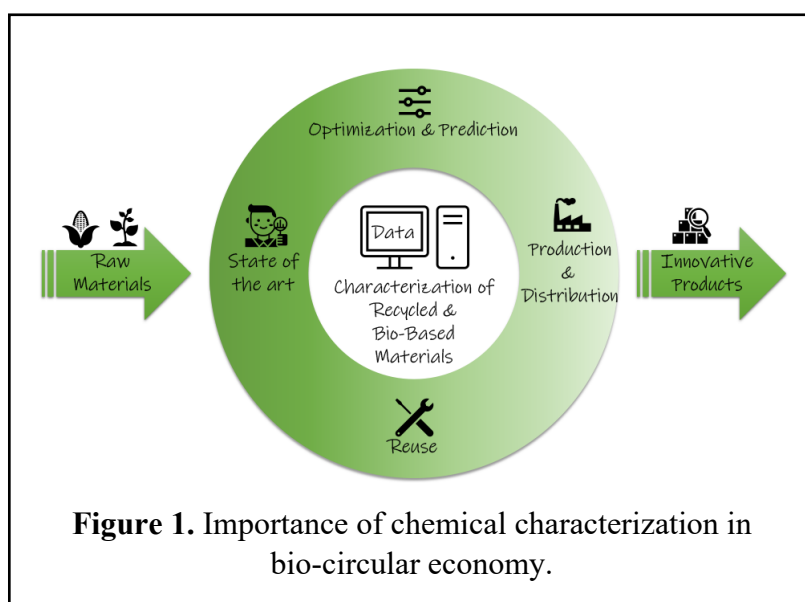 Optimization & Prediction
Raw
Materials
State of
the art
Data
Characterization of
Recycled &
Bio-Based
Materials
Production
&
Distribution
Innovative
Products
Reuse
Figure 1. Importance of chemical characterization in
bio-circular economy.